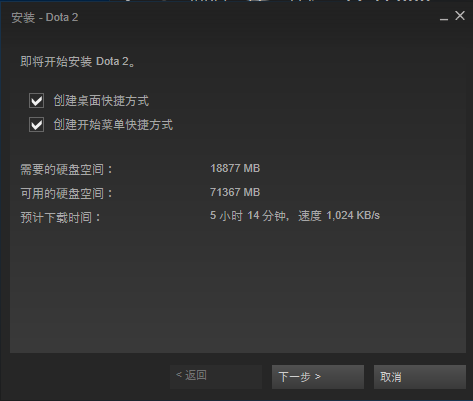 安装 - Dota 2
即将开始安装 Dota 2。
创建桌面快捷方式
创建开始菜单快捷方式
需要的硬盘空间： 18877 MB
可用的硬盘空间： 71367 MB
预计下载时间： 5 小时 14 分钟, 速度 1,024 KB/s
< 返回 下一步 > 取消